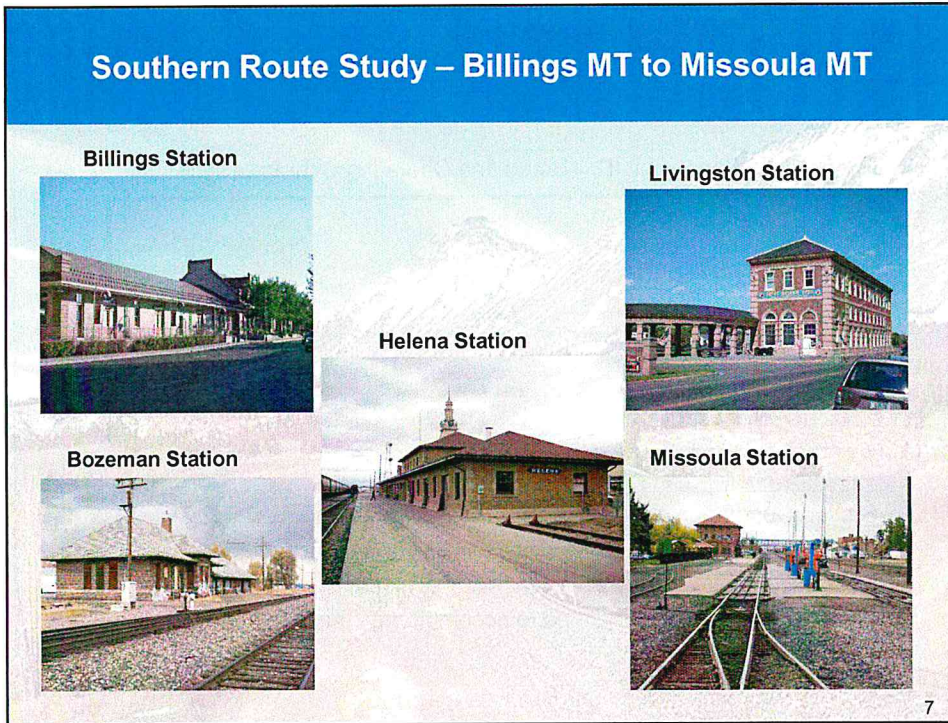 Southern Route Study – Billings MT to Missoula MT
Billings Station
Livingston Station
Helena Station
HELENA
Bozeman Station
Missoula Station
7